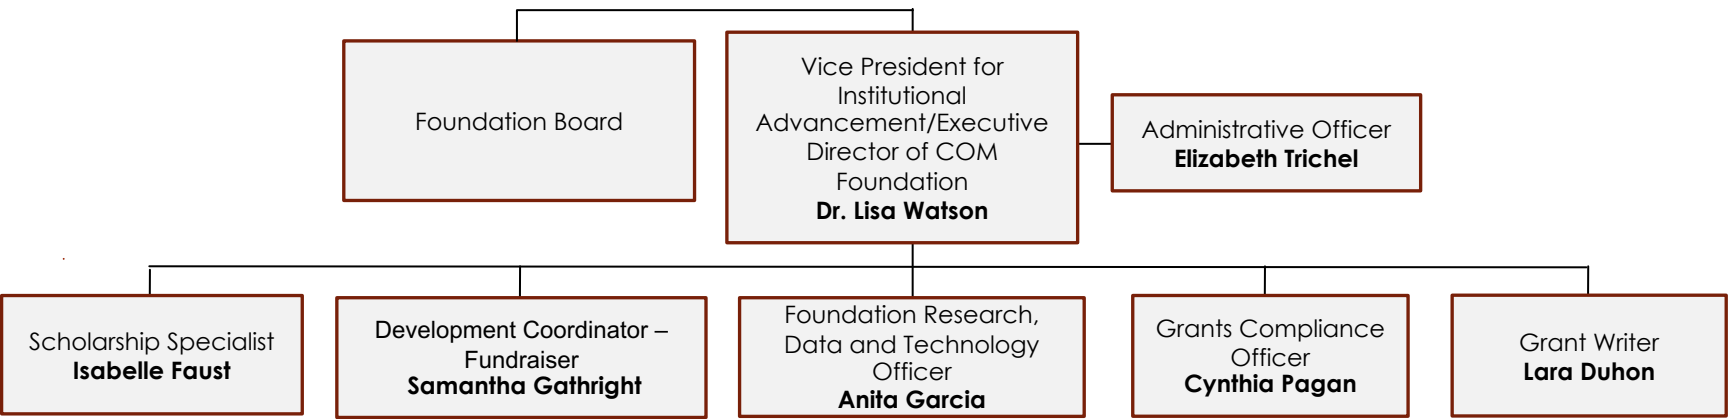 Foundation Board
Vice President for
Institutional
Advancement/Executive
Director of COM
Foundation
Dr. Lisa Watson
Administrative Officer
Elizabeth Trichel
Scholarship Specialist
Isabelle Faust
Development Coordinator –
Fundraiser
Samantha Gathright
Foundation Research,
Data and Technology
Officer
Anita Garcia
Grants Compliance
Officer
Cynthia Pagan
Grant Writer
Lara Duhon